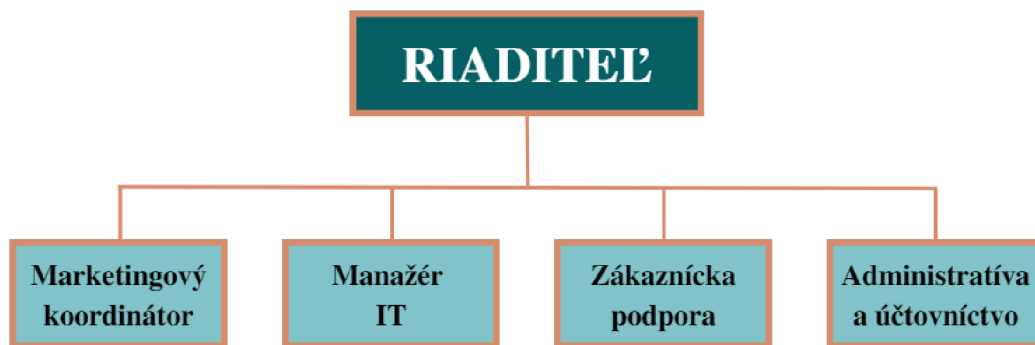 RIADITEĽ
Marketingový
koordinátor
Manažér
IT
Zákaznícka
podpora
Administratíva
a účtovníctvo